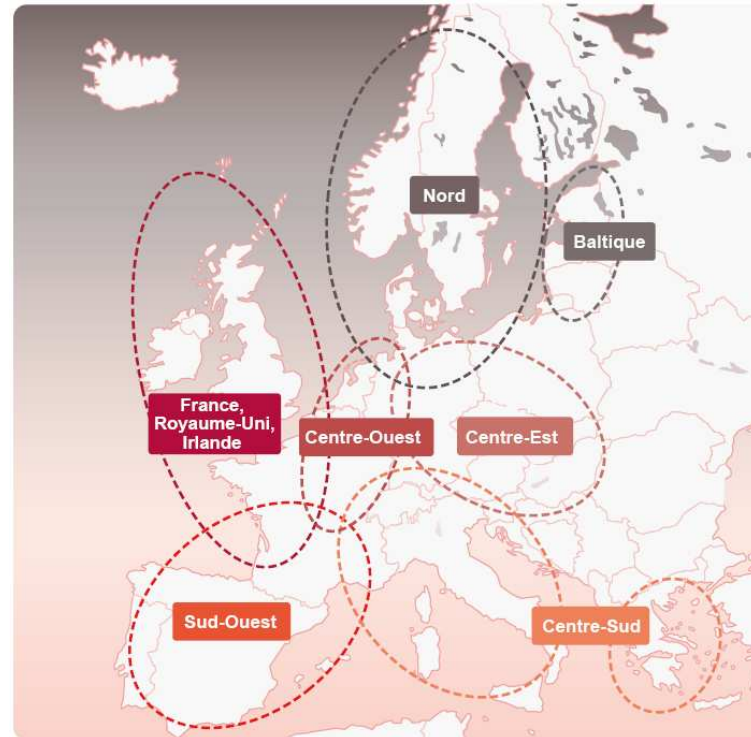 Nord
Baltique
France,
Royaume-Uni,
Irlande
Centre-Ouest
Centre-Est
Sud-Ouest
Centre-Sud